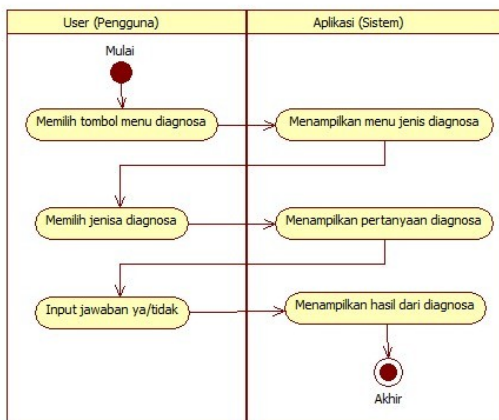 User (Pengguna)
Aplikasi (Sistem)
Mulai
Memilih tombol menu diagnosa
Menampilkan menu jenis diagnosa
Memilih jenisa diagnosa
Menampilkan pertanyaan diagnosa
Input jawaban ya/tidak
Menampilkan hasil dari diagnosa
Akhir